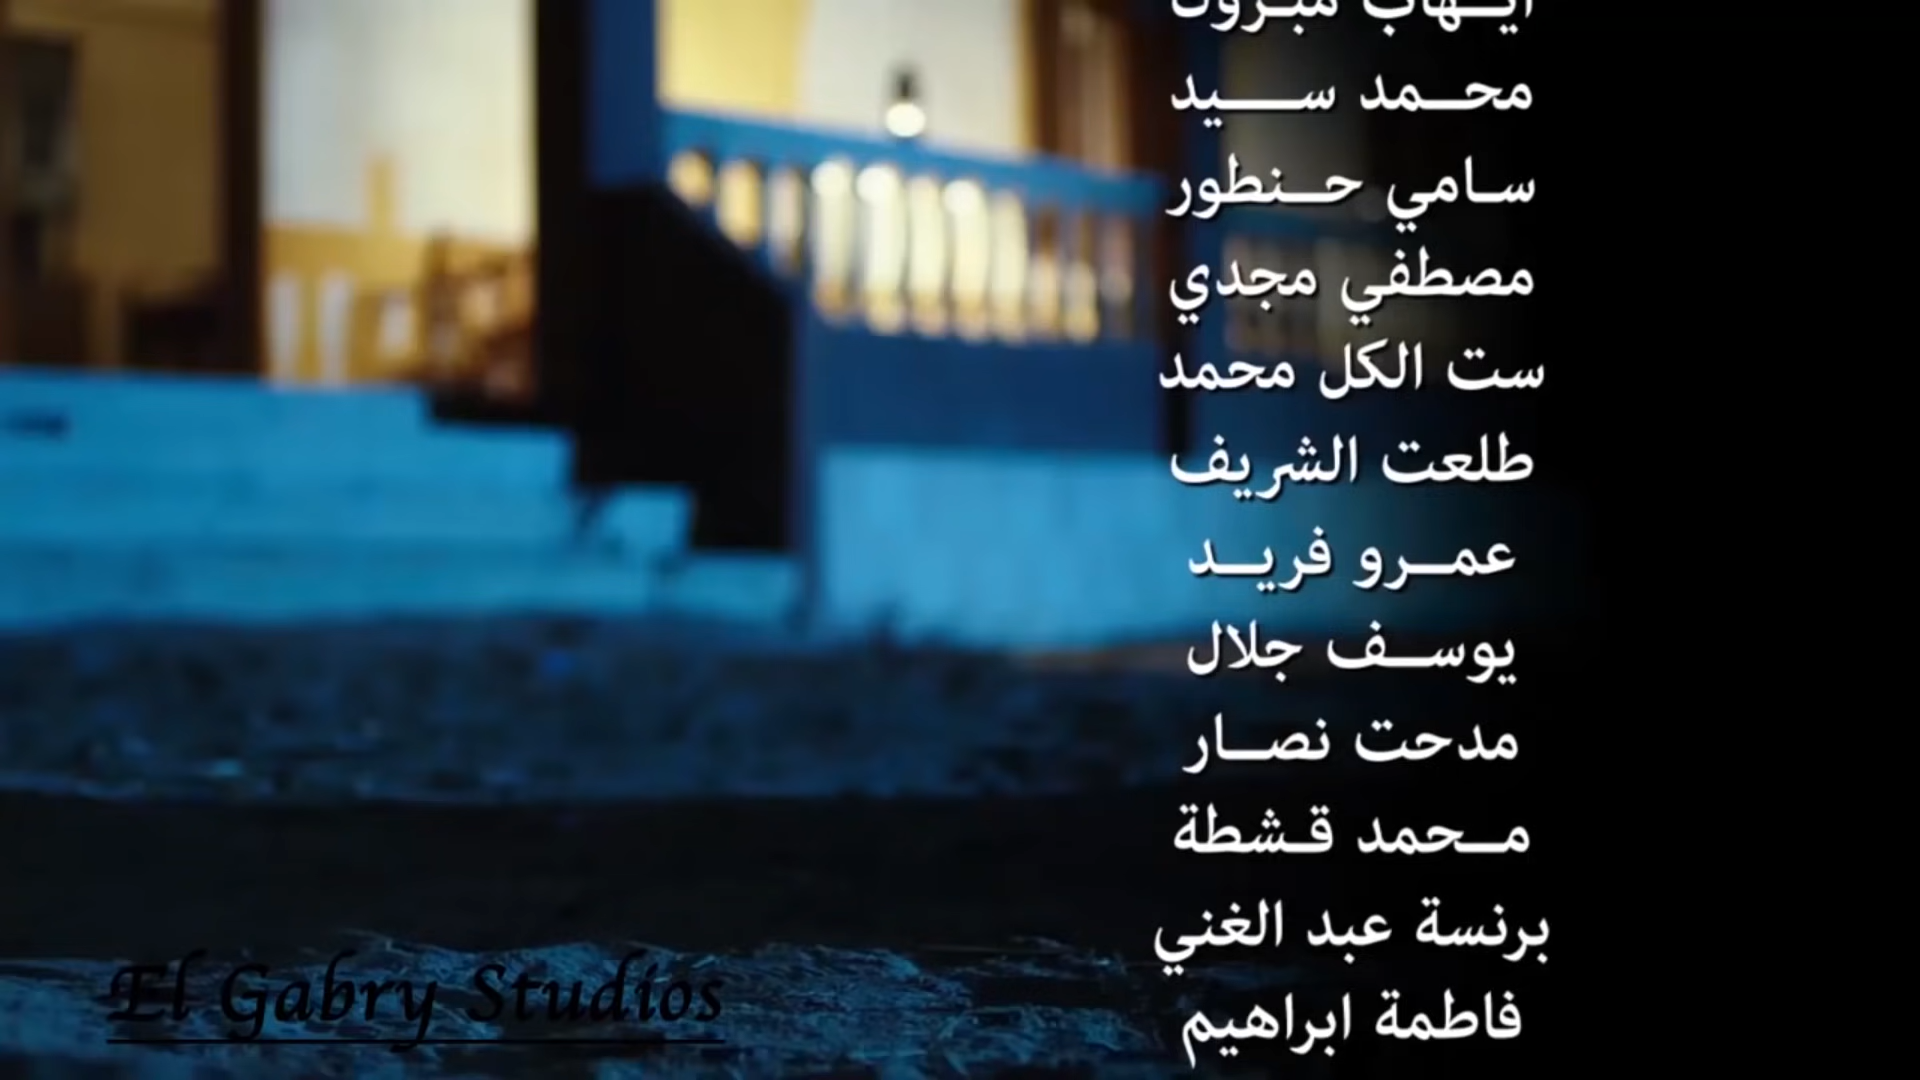 محمد سيد
سامي حنطور
مصطفي مجدي
ست الكل محمد
طلعت الشريف
عمرو فريد
يوسف جلال
مدحت نصار
محمد قشطة
برنسة عبد الغني
فاطمة ابراهيم
El Gabry Studios